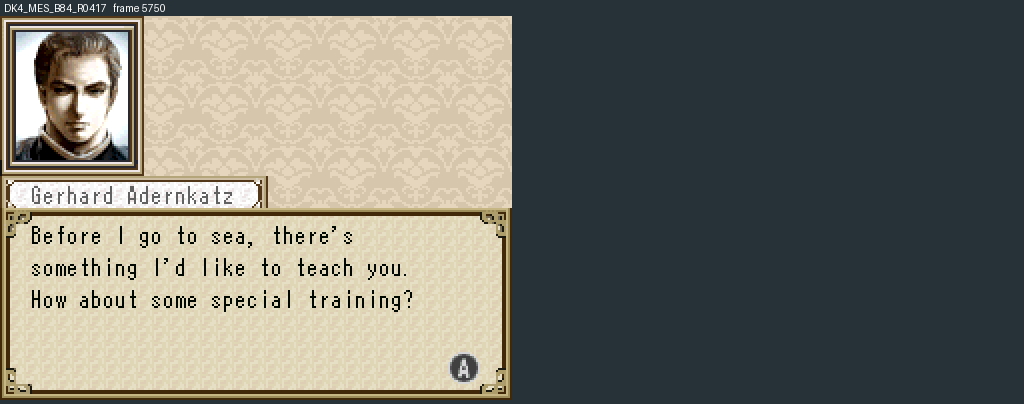 DK4_MES_B84_R0417 frame 5750
Gerhard Adernkatz
Before I go to sea, there's
something I'd like to teach you.
How about some special training?
A